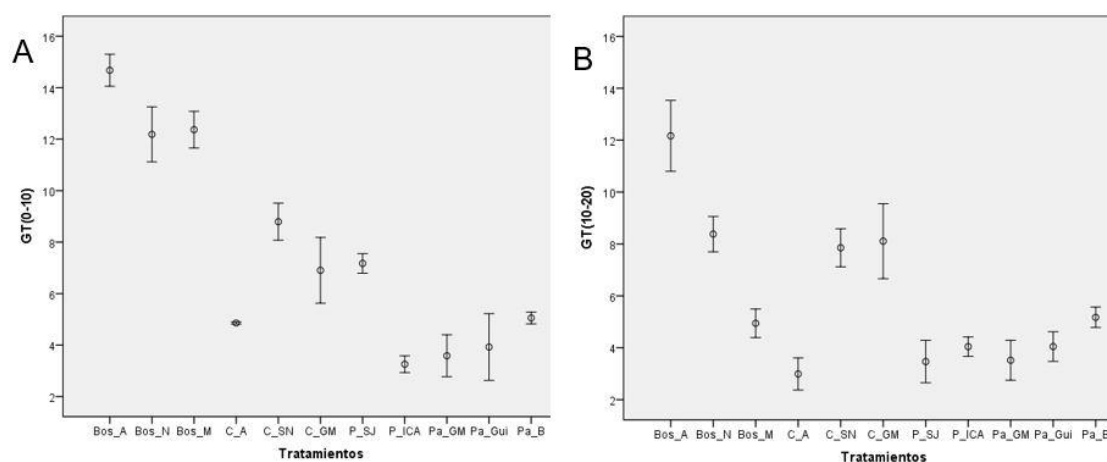 A
GT(0-10)
16
14
12
10
8
6
4
2
Bos_A Bos_N Bos_M C_A C_SN C_GM P_SJ P_ICA Pa_GM Pa_Gui Pa_B
Tratamientos
B
GT(10-20)
16
14
12
10
8
6
4
2
Bos_A Bos_N Bos_M C_A C_SN C_GM P_SJ P_ICA Pa_GM Pa_Gui Pa_B
Tratamientos